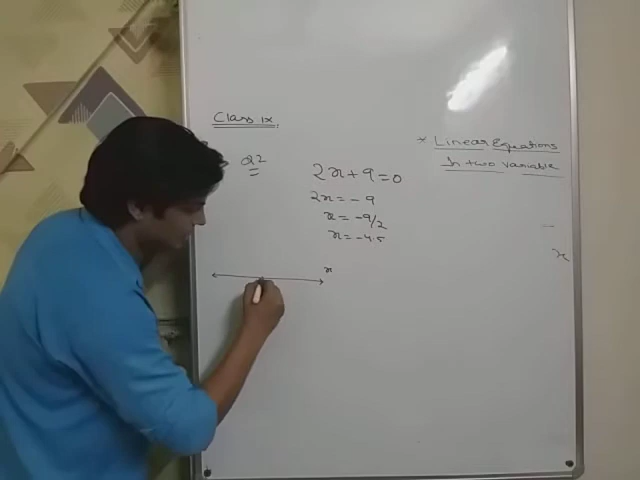 Class IX
* Linear Equations
In two variable
Q2
2x+9=0
2x=-9
x=-9/2
x=-4.5
x
x